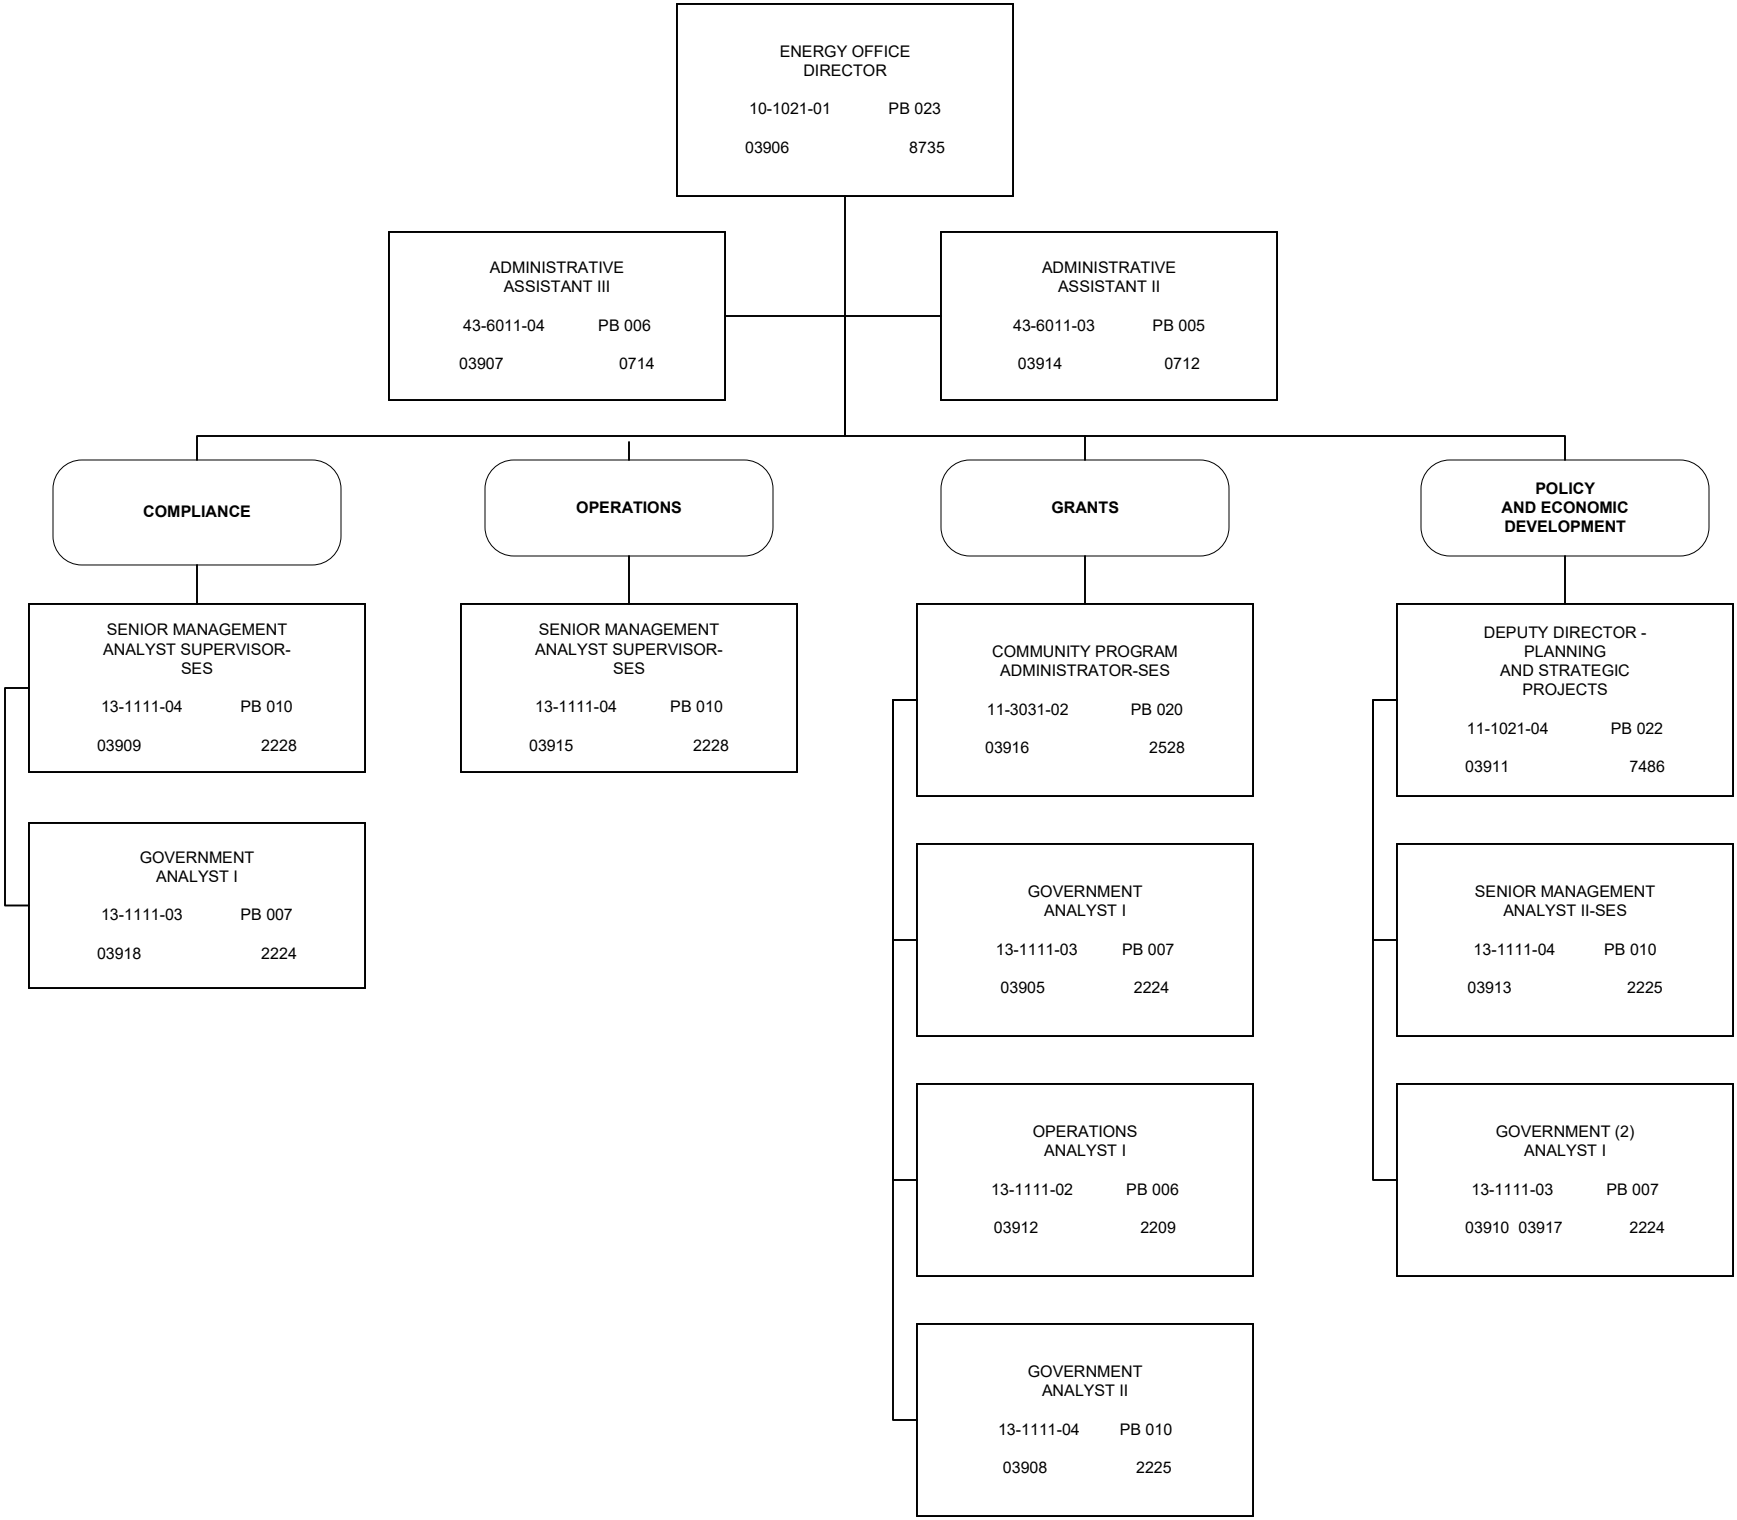 ENERGY OFFICE
DIRECTOR
10-1021-01 PB 023
03906 8735
ADMINISTRATIVE
ASSISTANT III
43-6011-04 PB 006
03907 0714
ADMINISTRATIVE
ASSISTANT II
43-6011-03 PB 005
03914 0712
COMPLIANCE
SENIOR MANAGEMENT
ANALYST SUPERVISOR-
SES
13-1111-04 PB 010
03909 2228
GOVERNMENT
ANALYST I
13-1111-03 PB 007
03918 2224
OPERATIONS
SENIOR MANAGEMENT
ANALYST SUPERVISOR-
SES
13-1111-04 PB 010
03915 2228
GRANTS
COMMUNITY PROGRAM
ADMINISTRATOR-SES
11-3031-02 PB 020
03916 2528
GOVERNMENT
ANALYST I
13-1111-03 PB 007
03905 2224
OPERATIONS
ANALYST I
13-1111-02 PB 006
03912 2209
GOVERNMENT
ANALYST II
13-1111-04 PB 010
03908 2225
POLICY
AND ECONOMIC
DEVELOPMENT
DEPUTY DIRECTOR -
PLANNING
AND STRATEGIC
PROJECTS
11-1021-04 PB 022
03911 7486
SENIOR MANAGEMENT
ANALYST II-SES
13-1111-04 PB 010
03913 2225
GOVERNMENT (2)
ANALYST I
13-1111-03 PB 007
03910 03917 2224